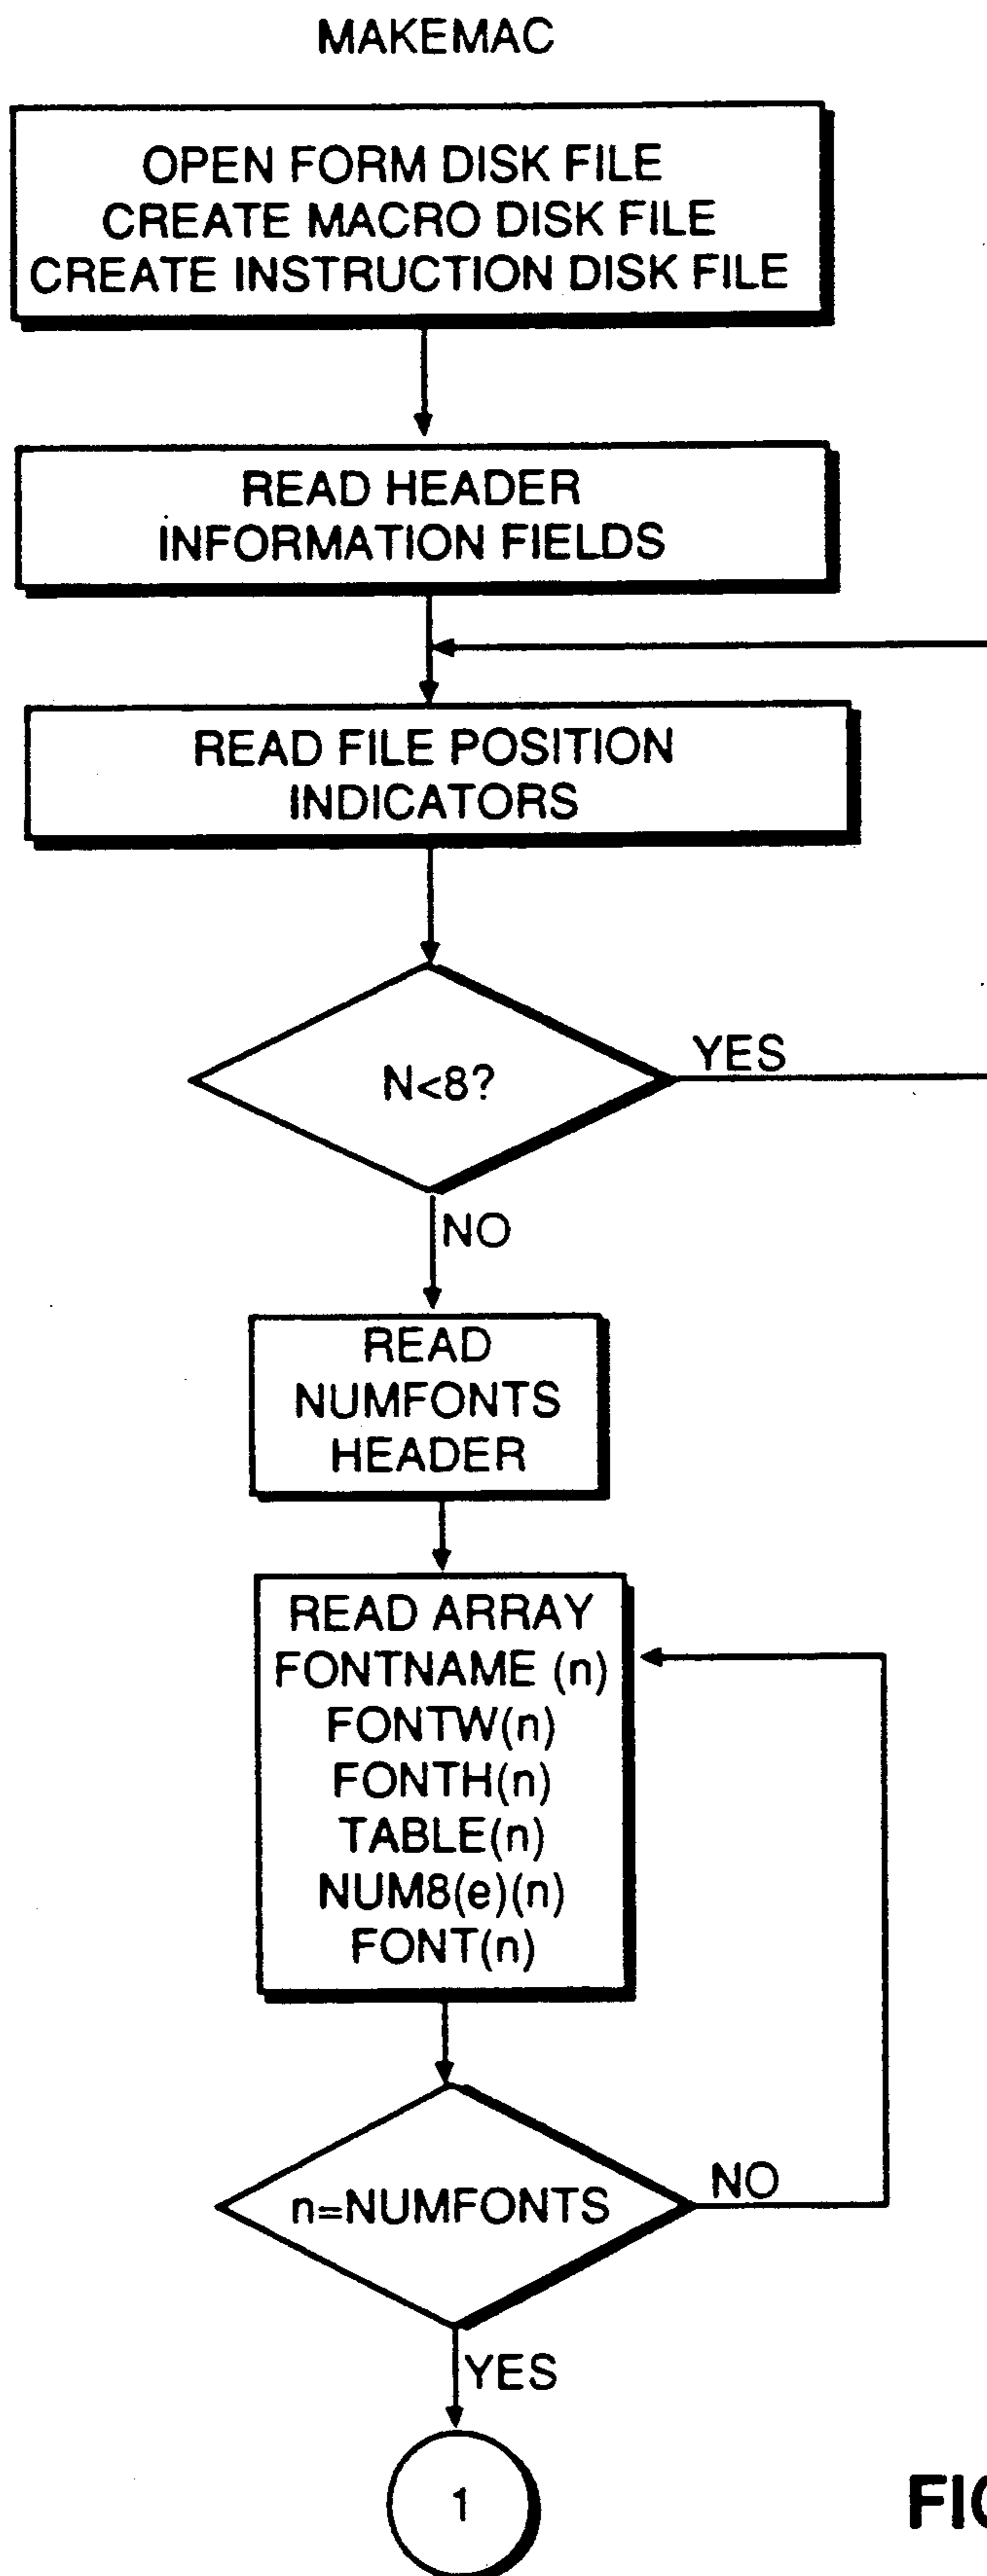 MAKEMAC
OPEN FORM DISK FILE
CREATE MACRO DISK FILE
CREATE INSTRUCTION DISK FILE
READ HEADER
INFORMATION FIELDS
READ FILE POSITION
INDICATORS
N<8?
YES
NO
READ
NUMFONTS
HEADER
READ ARRAY
FONTNAME (n)
FONTW(n)
FONTH(n)
TABLE(n)
NUM8(e)(n)
FONT(n)
n=NUMFONTS
NO
YES
1